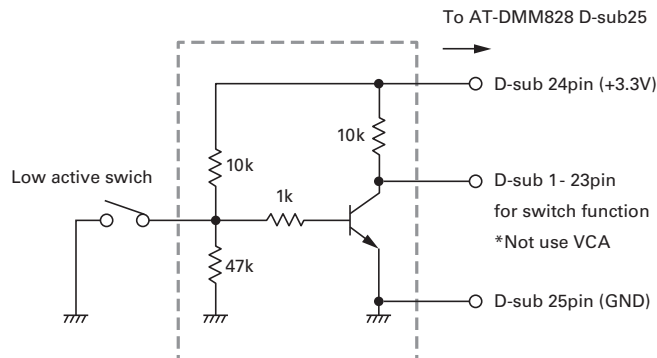 To AT-DMM828 D-sub25
D-sub 24pin (+3.3V)
10k
10k
Low active swich
1k
D-sub 1- 23pin
for switch function
*Not use VCA
47k
D-sub 25pin (GND)